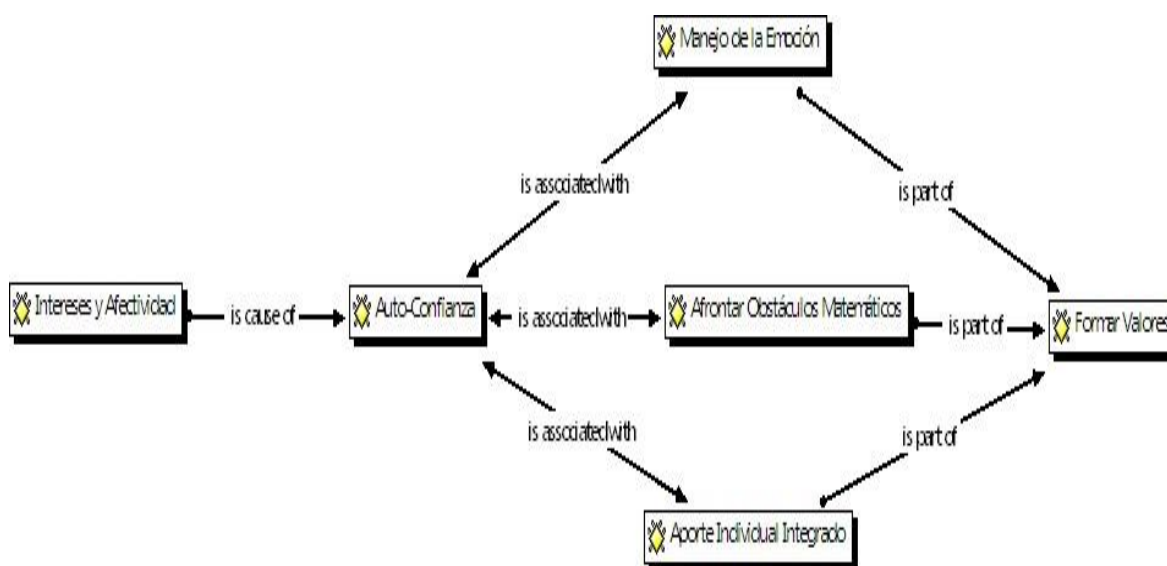 Manejo de la Emoción
is associated with
is part of
Intereses y Afectividad
is cause of
Auto-Confianza
is associated with
Afrontar Obstáculos Matemáticos
is part of
Formar Valores
is associated with
is part of
Aporte Individual Integrado